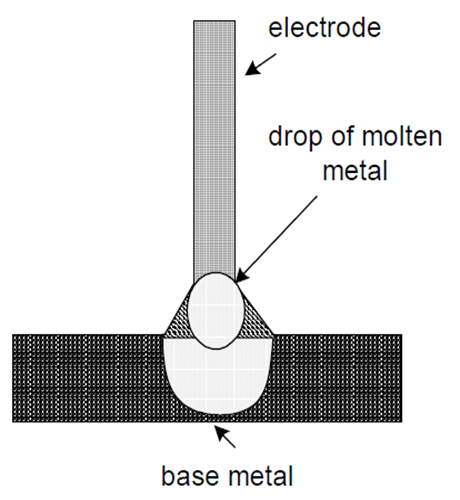 electrode
drop of molten
metal
base metal